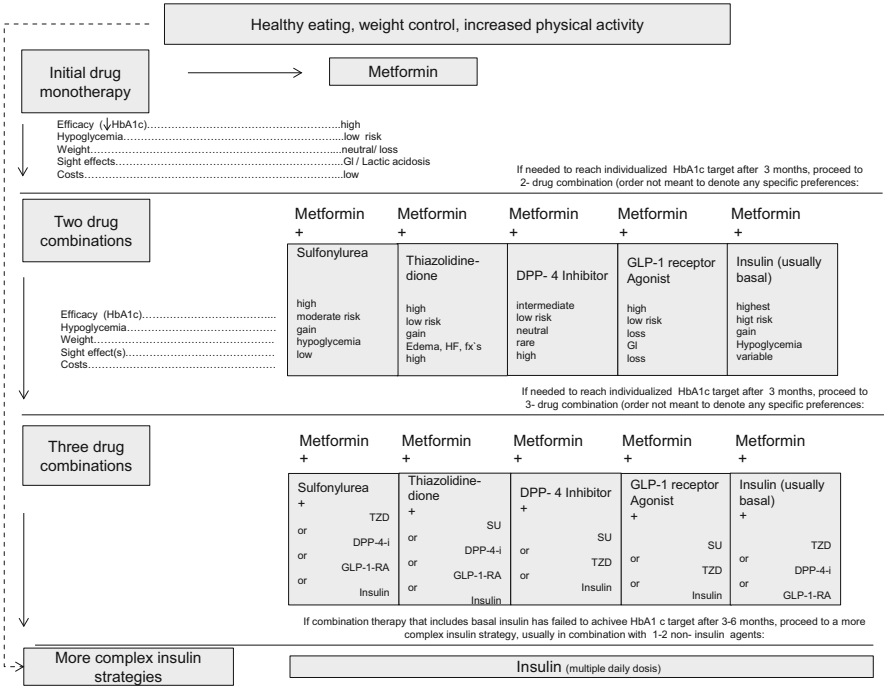 Healthy eating, weight control, increased physical activity
Initial drug
monotherapy
Metformin
Efficacy (↓HbA1c)……………………………………………..high
Hypoglycemia…………………………………………………low risk
Weight………………………………………………………....neutral/ loss
Sight effects…………………………………………………..GI / Lactic acidosis
Costs…………………………………………………………..low
If needed to reach individualized HbA1c target after 3 months, proceed to
2- drug combination (order not meant to denote any specific preferences:
Two drug
combinations
Metformin
+
Sulfonylurea
high
moderate risk
gain
hypoglycemia
low
Metformin
+
Thiazolidine-
dione
high
low risk
gain
Edema, HF, fx`s
high
Metformin
+
DPP- 4 Inhibitor
intermediate
low risk
neutral
rare
high
Metformin
+
GLP-1 receptor
Agonist
high
low risk
loss
GI
loss
Metformin
+
Insulin (usually
basal)
highest
higt risk
gain
Hypoglycemia
variable
Efficacy (HbA1c)…………………………...
Hypoglycemia……………………………..
Weight……………………………………..
Sight effect(s)……………………………..
Costs………………………………………..
If needed to reach individualized HbA1c target after 3 months, proceed to
3- drug combination (order not meant to denote any specific preferences:
Three drug
combinations
Metformin
+
Sulfonylurea
+
TZD
or
DPP-4-i
or
GLP-1-RA
or
Insulin
Metformin
+
Thiazolidine-
dione
+
SU
or
DPP-4-i
or
GLP-1-RA
or
Insulin
Metformin
+
DPP- 4 Inhibitor
+
SU
or
TZD
or
Insulin
Metformin
+
GLP-1 receptor
Agonist
+
SU
or
TZD
or
Insulin
Metformin
+
Insulin (usually
basal)
+
TZD
or
DPP-4-i
or
GLP-1-RA
If combination therapy that includes basal insulin has failed to achivee HbA1 c target after 3-6 months, proceed to a more
complex insulin strategy, usually in combination with 1-2 non- insulin agents:
More complex insulin
strategies
Insulin (multiple daily dosis)